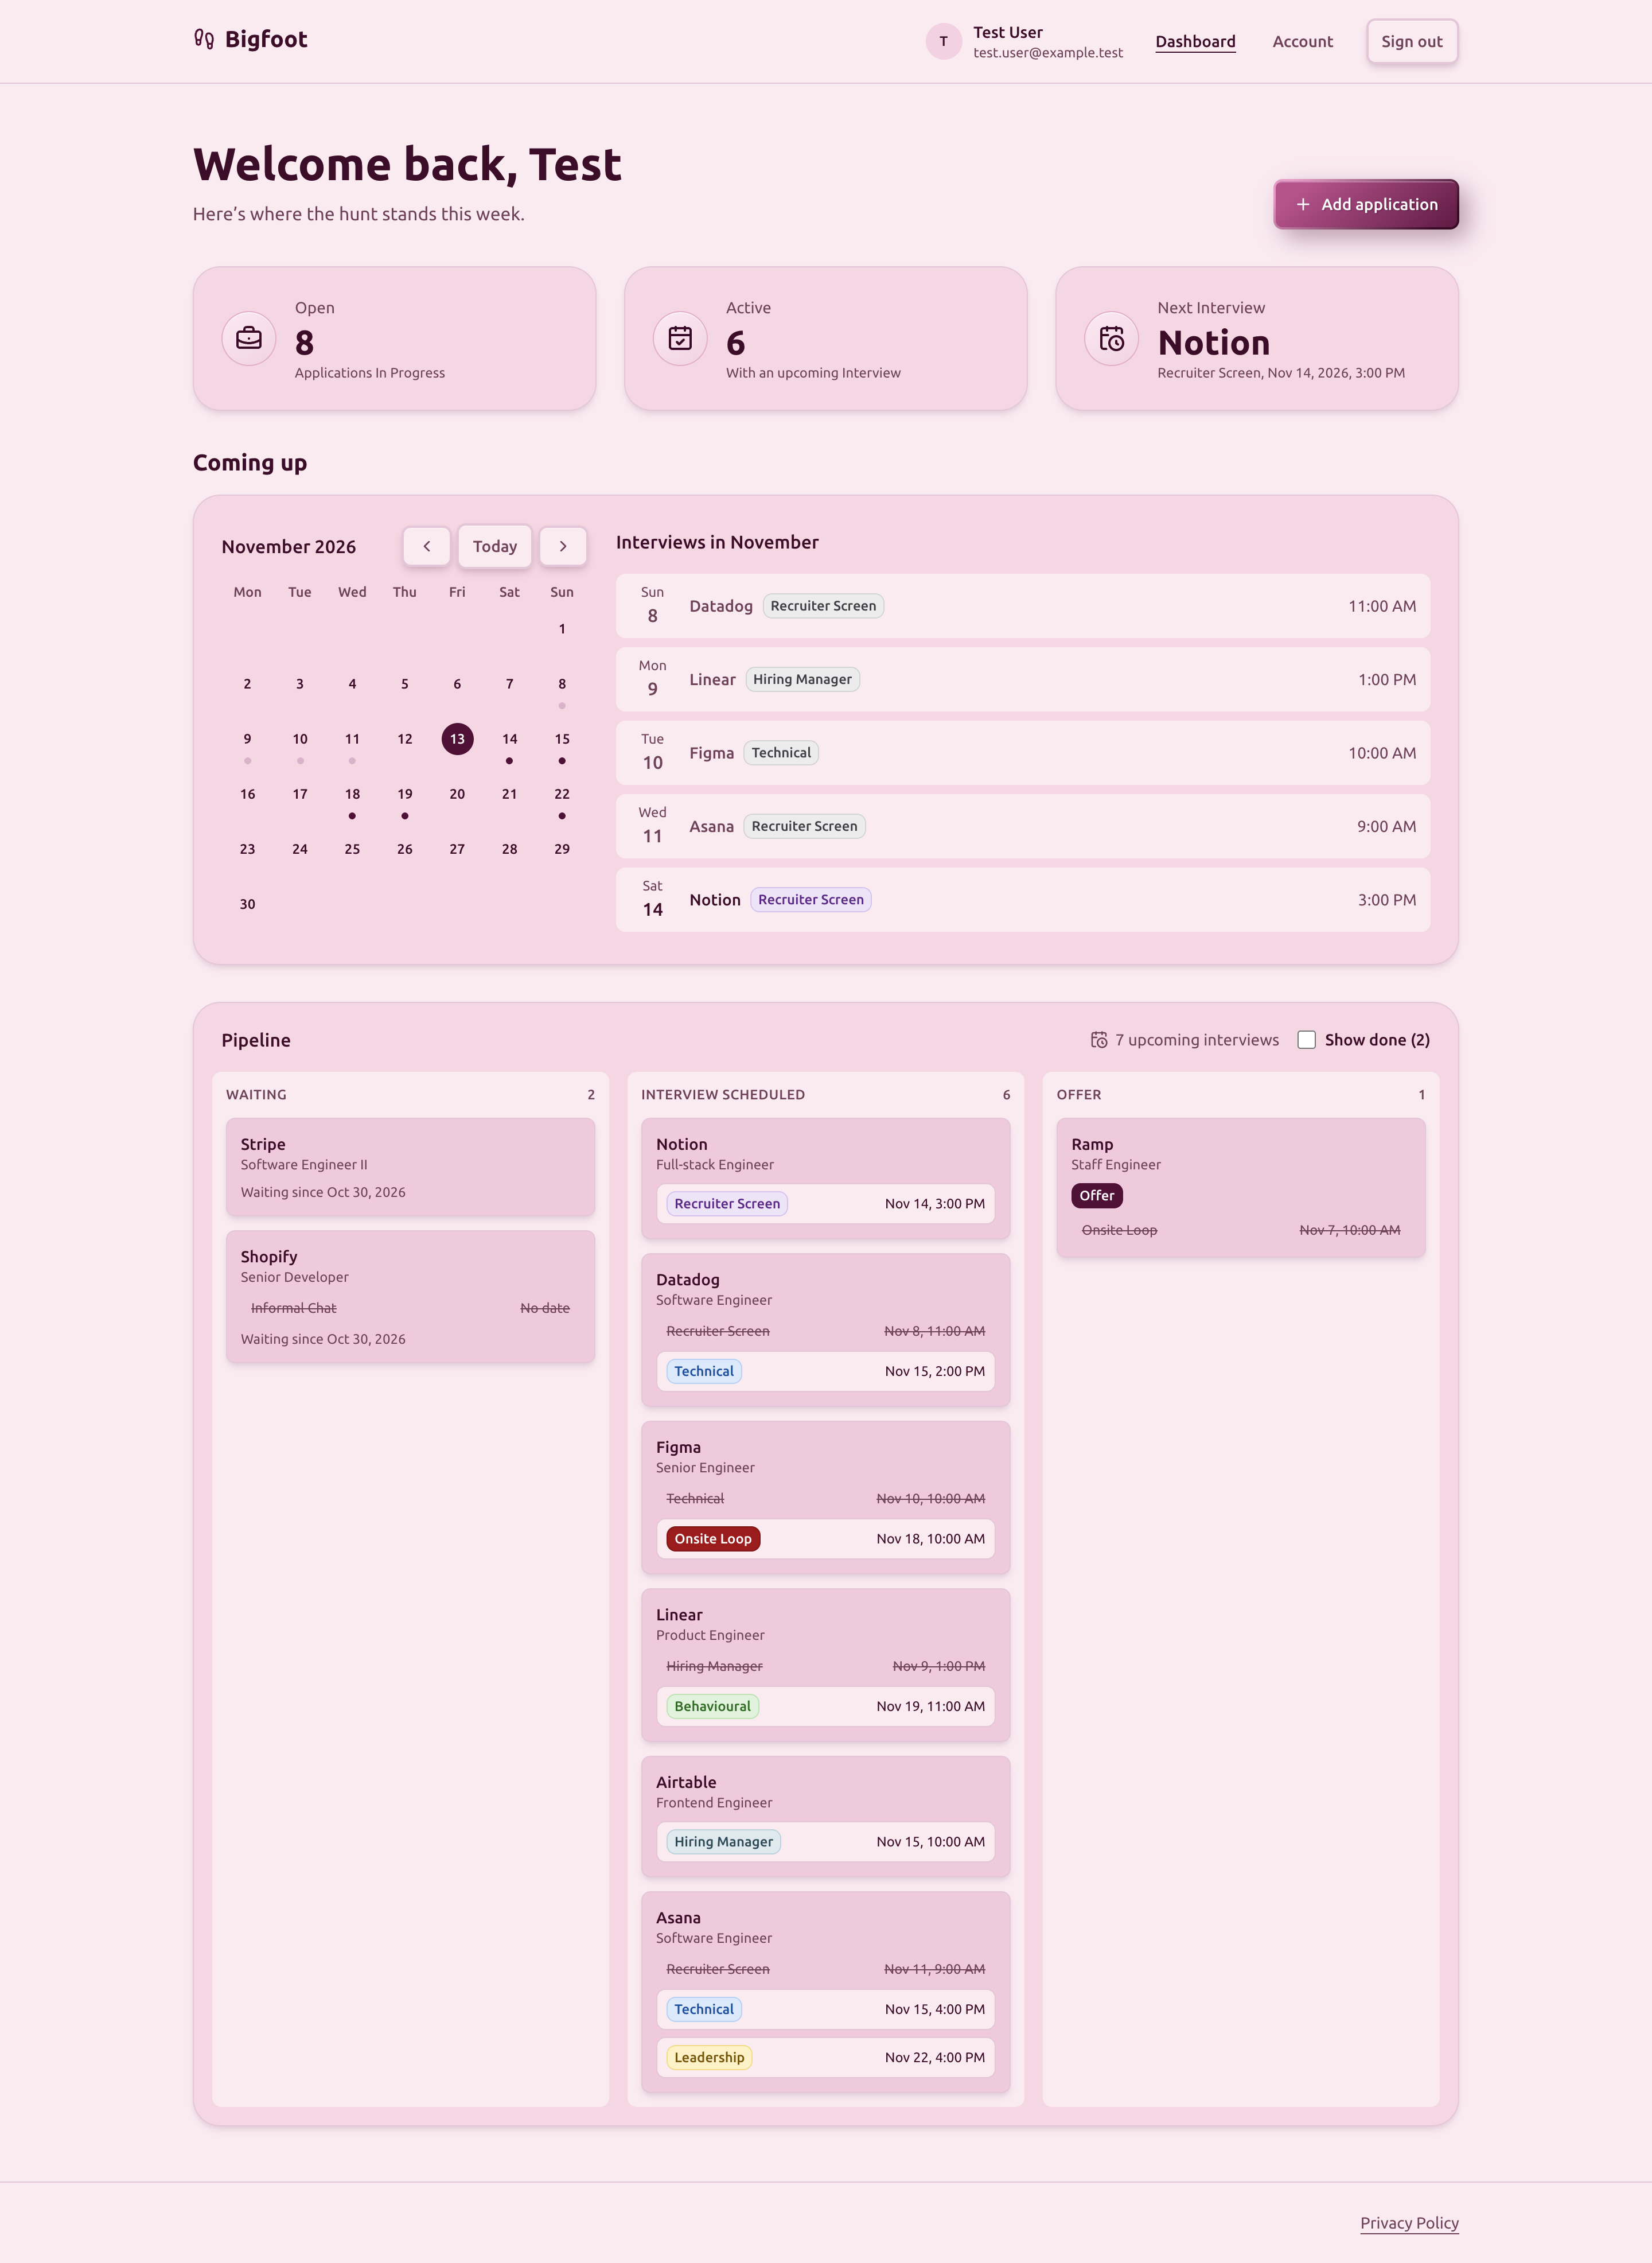 Bigfoot
T
Test User
test.user@example.test
Dashboard
Account
Sign out
Welcome back, Test
Here’s where the hunt stands this week.
+ Add application
Open
8
Applications In Progress
Active
6
With an upcoming Interview
Next Interview
Notion
Recruiter Screen, Nov 14, 2026, 3:00 PM
Coming up
November 2026
Today
Mon Tue Wed Thu Fri Sat Sun
1
2 3 4 5 6 7 8
9 10 11 12 13 14 15
16 17 18 19 20 21 22
23 24 25 26 27 28 29
30
Interviews in November
Sun
8
Datadog Recruiter Screen 11:00 AM
Mon
9
Linear Hiring Manager 1:00 PM
Tue
10
Figma Technical 10:00 AM
Wed
11
Asana Recruiter Screen 9:00 AM
Sat
14
Notion Recruiter Screen 3:00 PM
Pipeline
7 upcoming interviews
Show done (2)
WAITING 2
Stripe
Software Engineer II
Waiting since Oct 30, 2026
Shopify
Senior Developer
Informal Chat No date
Waiting since Oct 30, 2026
INTERVIEW SCHEDULED 6
Notion
Full-stack Engineer
Recruiter Screen Nov 14, 3:00 PM
Datadog
Software Engineer
Recruiter Screen Nov 8, 11:00 AM
Technical Nov 15, 2:00 PM
Figma
Senior Engineer
Technical Nov 10, 10:00 AM
Onsite Loop Nov 18, 10:00 AM
Linear
Product Engineer
Hiring Manager Nov 9, 1:00 PM
Behavioural Nov 19, 11:00 AM
Airtable
Frontend Engineer
Hiring Manager Nov 15, 10:00 AM
Asana
Software Engineer
Recruiter Screen Nov 11, 9:00 AM
Technical Nov 15, 4:00 PM
Leadership Nov 22, 4:00 PM
OFFER 1
Ramp
Staff Engineer
Offer
Onsite Loop Nov 7, 10:00 AM
Privacy Policy